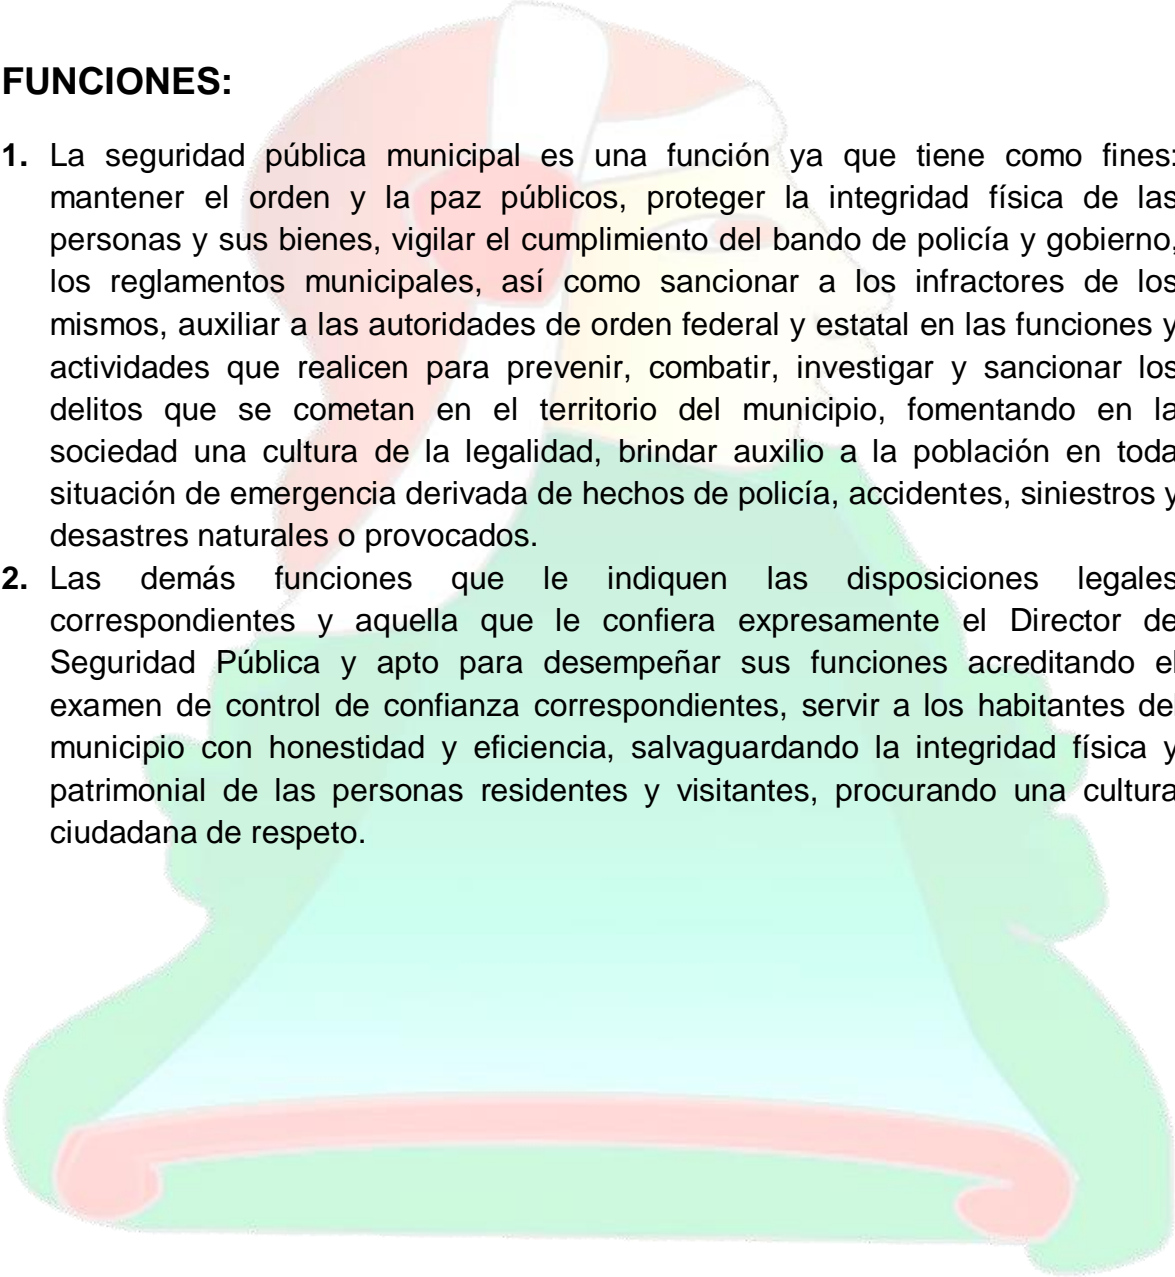 FUNCIONES:
1. La seguridad pública municipal es una función ya que tiene como fines:
mantener el orden y la paz públicos, proteger la integridad física de las
personas y sus bienes, vigilar el cumplimiento del bando de policía y gobierno,
los reglamentos municipales, así como sancionar a los infractores de los
mismos, auxiliar a las autoridades de orden federal y estatal en las funciones y
actividades que realicen para prevenir, combatir, investigar y sancionar los
delitos que se cometan en el territorio del municipio, fomentando en la
sociedad una cultura de la legalidad, brindar auxilio a la población en toda
situación de emergencia derivada de hechos de policía, accidentes, siniestros y
desastres naturales o provocados.
2. Las demás funciones que le indiquen las disposiciones legales
correspondientes y aquella que le confiera expresamente el Director de
Seguridad Pública y apto para desempeñar sus funciones acreditando el
examen de control de confianza correspondientes, servir a los habitantes del
municipio con honestidad y eficiencia, salvaguardando la integridad física y
patrimonial de las personas residentes y visitantes, procurando una cultura
ciudadana de respeto.